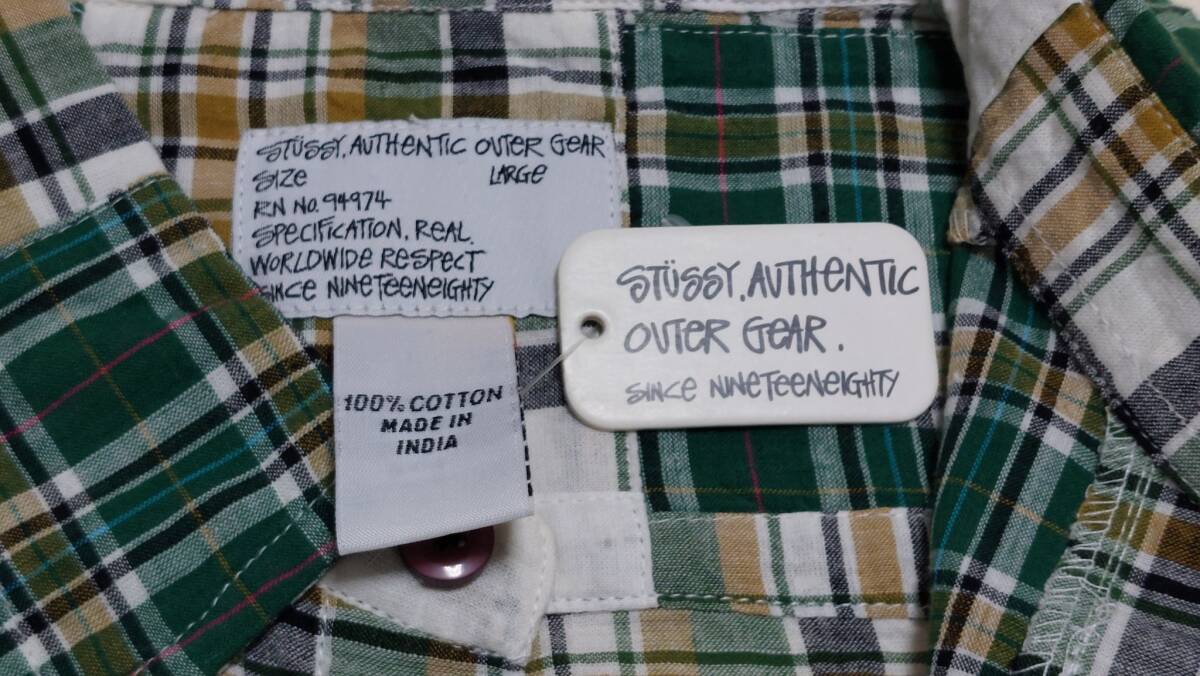 STÜSSY. AUTHENTIC OUTER GEAR
SIZE LARGE
RN No. 94974
SPECIFICATION. REAL.
WORLDWIDE RESPECT
SINCE NINETEENEIGHTY
100% COTTON
MADE IN
INDIA
STÜSSY. AUTHENTIC
OUTER GEAR.
SINCE NINETEENEIGHTY